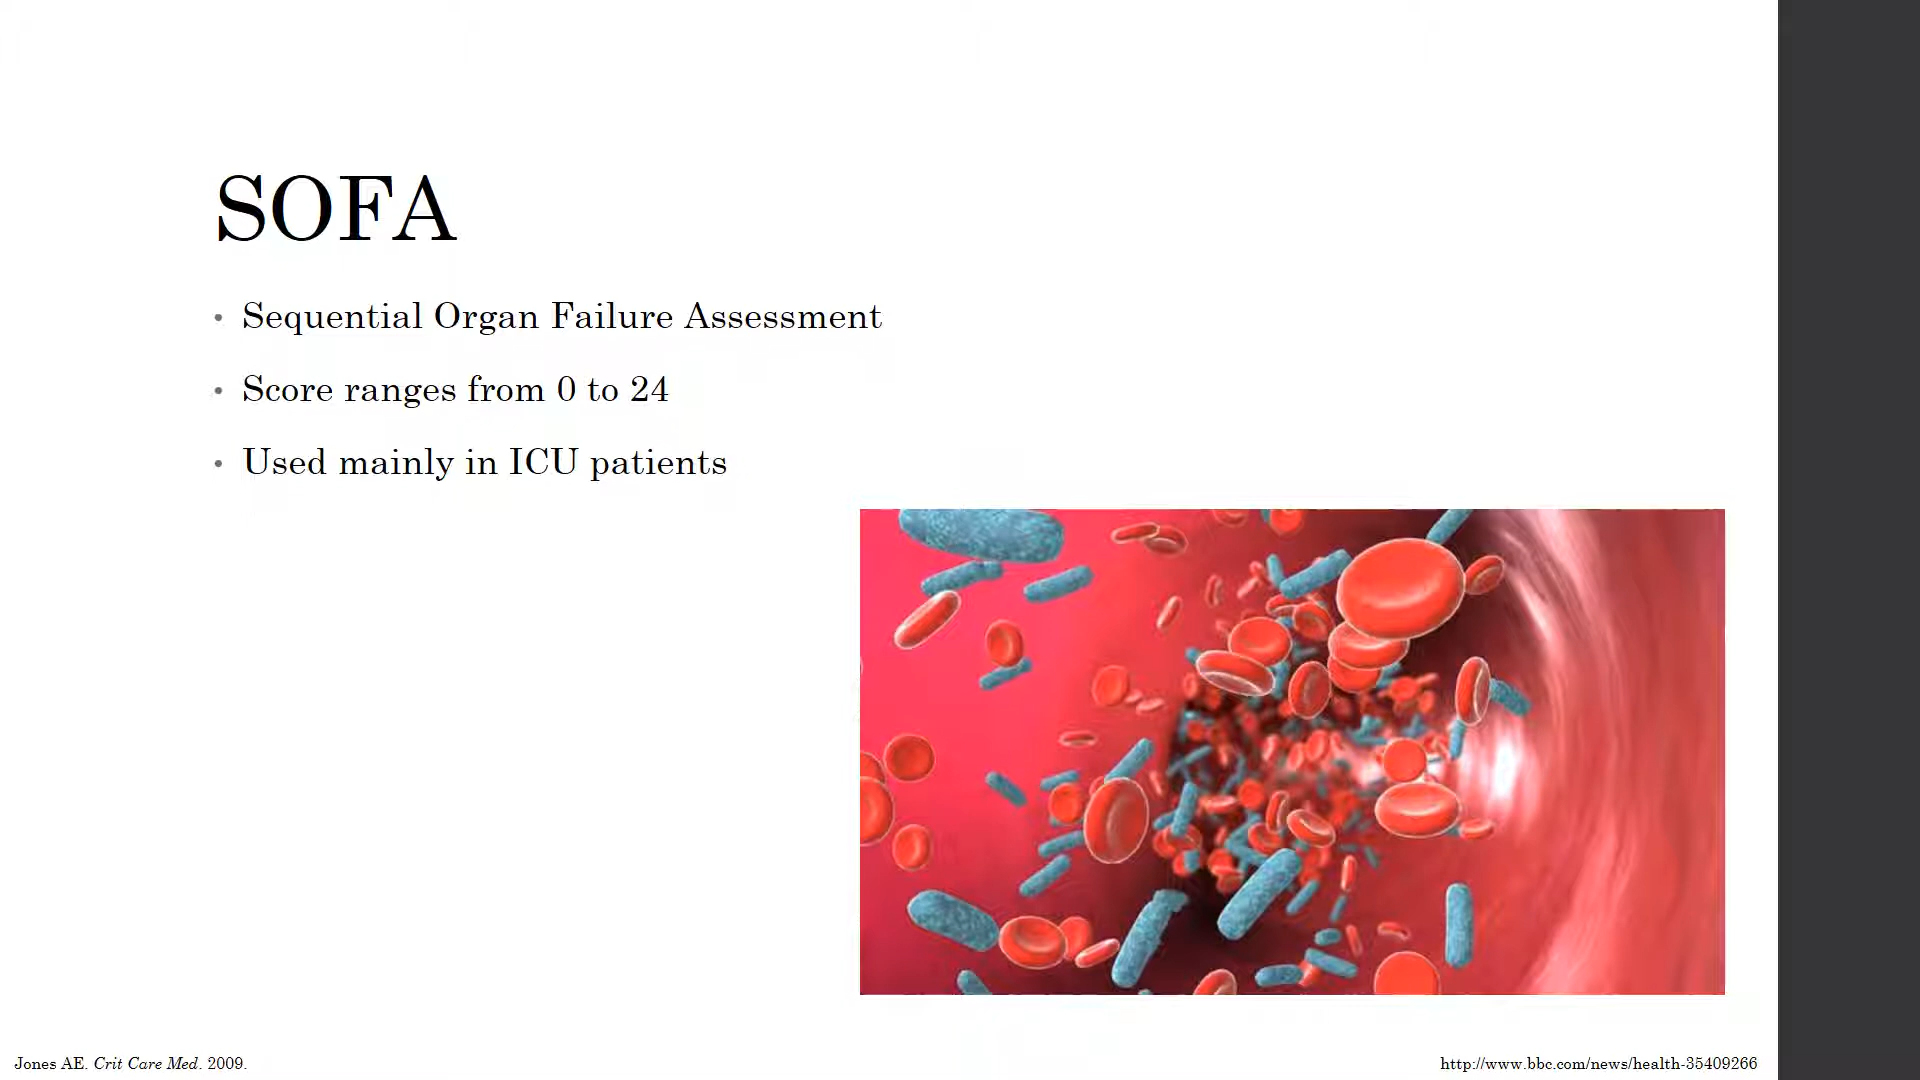 SOFA
• Sequential Organ Failure Assessment
• Score ranges from 0 to 24
• Used mainly in ICU patients
Jones AE. Crit Care Med. 2009.
http://www.bbc.com/news/health-35409266